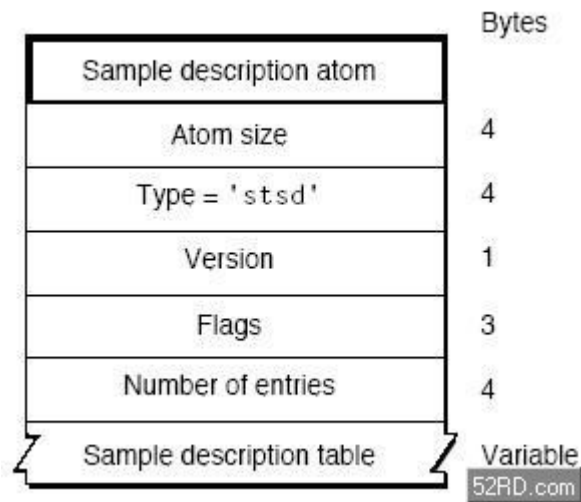 Bytes
Sample description atom
Atom size 4
Type = 'stsd' 4
Version 1
Flags 3
Number of entries 4
Sample description table Variable
52RD.com